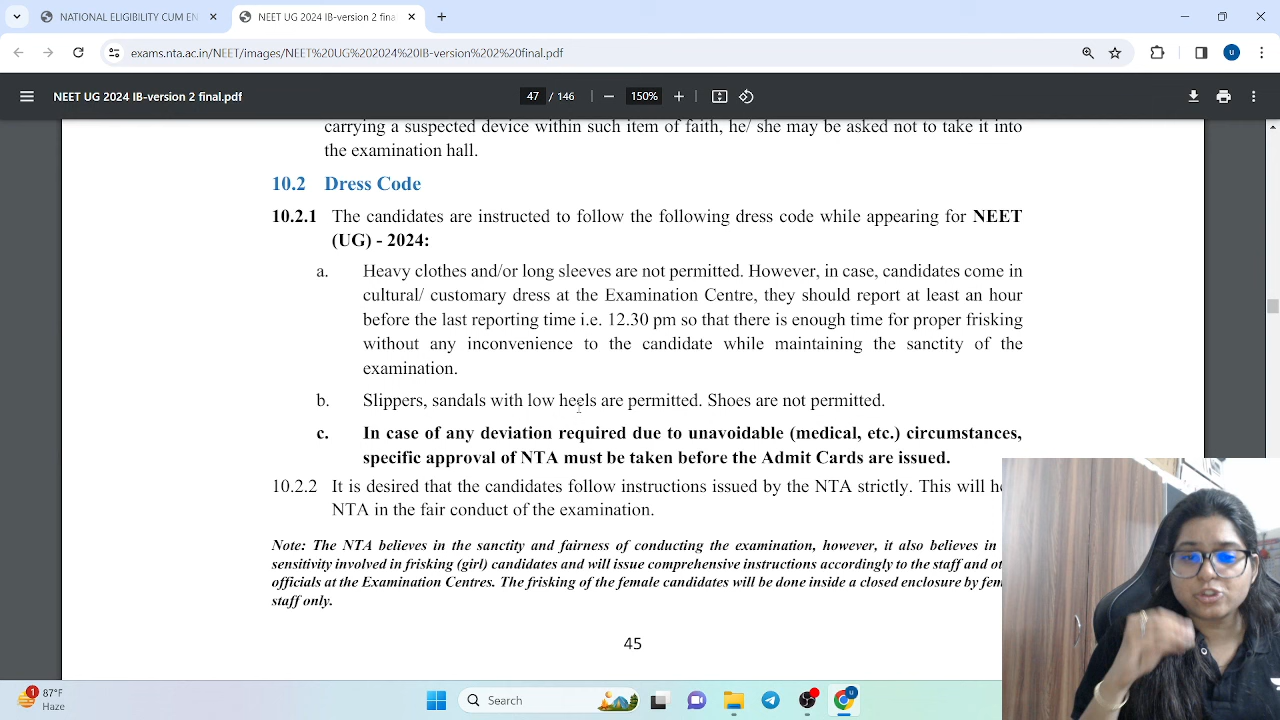 NATIONAL ELIGIBILITY CUM EN
NEET UG 2024 IB-version 2 fina
exams.nta.ac.in/NEET/images/NEET%20UG%202024%20IB-version%202%20final.pdf
u
NEET UG 2024 IB-version 2 final.pdf
47 / 146
150%
carrying a suspected device within such item of faith, he/ she may be asked not to take it into
the examination hall.
10.2 Dress Code
10.2.1 The candidates are instructed to follow the following dress code while appearing for NEET
(UG) - 2024:
a. Heavy clothes and/or long sleeves are not permitted. However, in case, candidates come in
cultural/ customary dress at the Examination Centre, they should report at least an hour
before the last reporting time i.e. 12.30 pm so that there is enough time for proper frisking
without any inconvenience to the candidate while maintaining the sanctity of the
examination.
b. Slippers, sandals with low heels are permitted. Shoes are not permitted.
c. In case of any deviation required due to unavoidable (medical, etc.) circumstances,
specific approval of NTA must be taken before the Admit Cards are issued.
10.2.2 It is desired that the candidates follow instructions issued by the NTA strictly. This will he
NTA in the fair conduct of the examination.
Note: The NTA believes in the sanctity and fairness of conducting the examination, however, it also believes in
sensitivity involved in frisking (girl) candidates and will issue comprehensive instructions accordingly to the staff and ot
officials at the Examination Centres. The frisking of the female candidates will be done inside a closed enclosure by fem
staff only.
45
1
87°F
Haze
Search